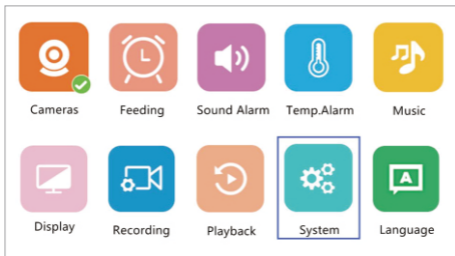 Cameras Feeding Sound Alarm Temp.Alarm Music
A
Display Recording Playback System Language